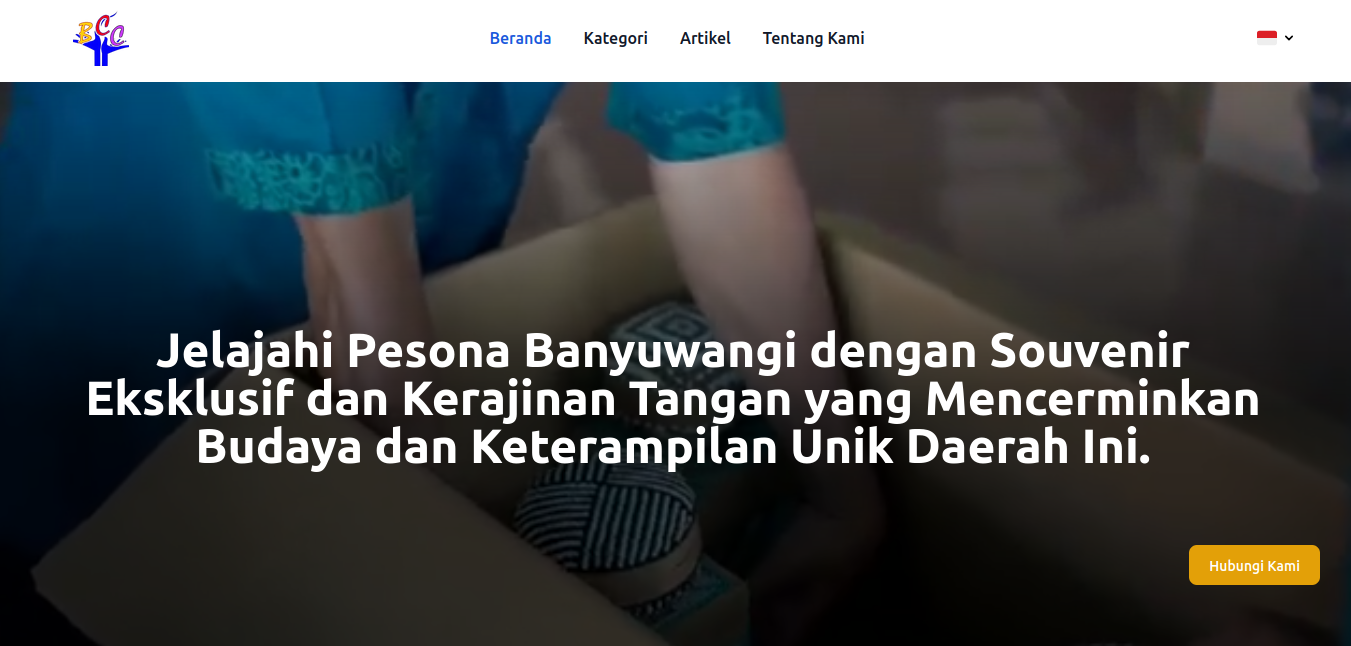 BCC
Beranda
Kategori
Artikel
Tentang Kami
Jelajahi Pesona Banyuwangi dengan Souvenir
Eksklusif dan Kerajinan Tangan yang Mencerminkan
Budaya dan Keterampilan Unik Daerah Ini.
Hubungi Kami